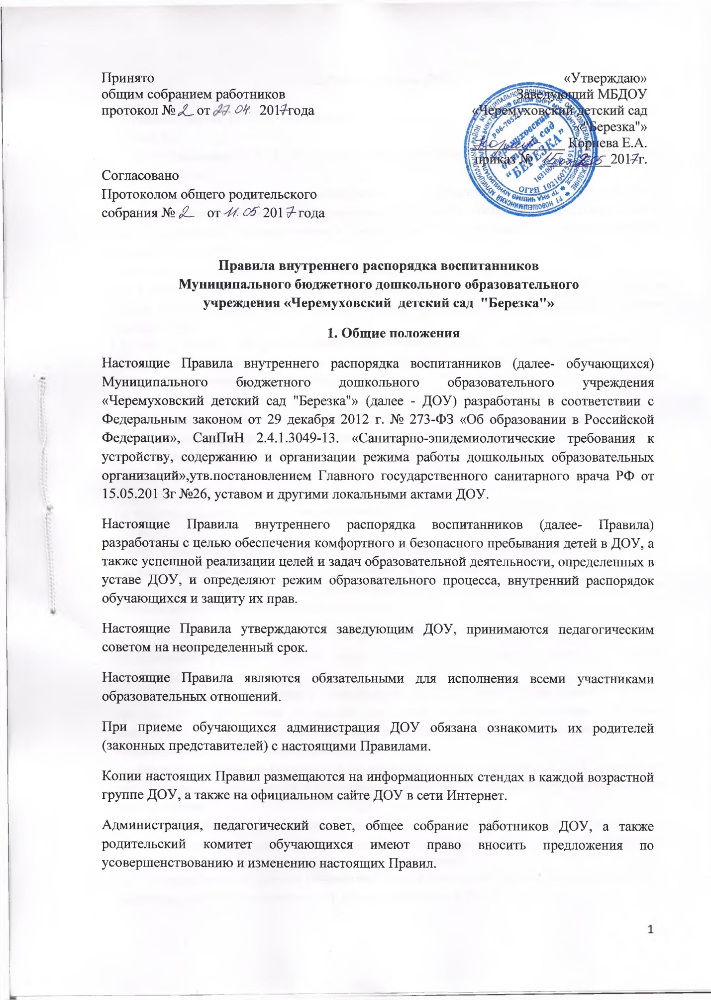 Принято
общим собранием работников
протокол № 2 от 27. 04. 2017года
«Утверждаю»
Заведующий МБДОУ
«Черемуховский детский сад
«"Березка"»
Корнева Е.А.
приказ № 15 2017г.
Черемуховский
детский сад
“БЕРЕЗКА”
ИНН
ОГРН
Согласовано
Протоколом общего родительского
собрания № 2 от 11. 05 2017 года
Правила внутреннего распорядка воспитанников
Муниципального бюджетного дошкольного образовательного
учреждения «Черемуховский детский сад "Березка"»
1. Общие положения
Настоящие Правила внутреннего распорядка воспитанников (далее- обучающихся)
Муниципального бюджетного дошкольного образовательного учреждения
«Черемуховский детский сад "Березка"» (далее - ДОУ) разработаны в соответствии с
Федеральным законом от 29 декабря 2012 г. № 273-ФЗ «Об образовании в Российской
Федерации», СанПиН 2.4.1.3049-13. «Санитарно-эпидемиолотические требования к
устройству, содержанию и организации режима работы дошкольных образовательных
организаций»,утв.постановлением Главного государственного санитарного врача РФ от
15.05.201 Зг №26, уставом и другими локальными актами ДОУ.
Настоящие Правила внутреннего распорядка воспитанников (далее- Правила)
разработаны с целью обеспечения комфортного и безопасного пребывания детей в ДОУ, а
также успешной реализации целей и задач образовательной деятельности, определенных в
уставе ДОУ, и определяют режим образовательного процесса, внутренний распорядок
обучающихся и защиту их прав.
Настоящие Правила утверждаются заведующим ДОУ, принимаются педагогическим
советом на неопределенный срок.
Настоящие Правила являются обязательными для исполнения всеми участниками
образовательных отношений.
При приеме обучающихся администрация ДОУ обязана ознакомить их родителей
(законных представителей) с настоящими Правилами.
Копии настоящих Правил размещаются на информационных стендах в каждой возрастной
группе ДОУ, а также на официальном сайте ДОУ в сети Интернет.
Администрация, педагогический совет, общее собрание работников ДОУ, а также
родительский комитет обучающихся имеют право вносить предложения по
усовершенствованию и изменению настоящих Правил.
1